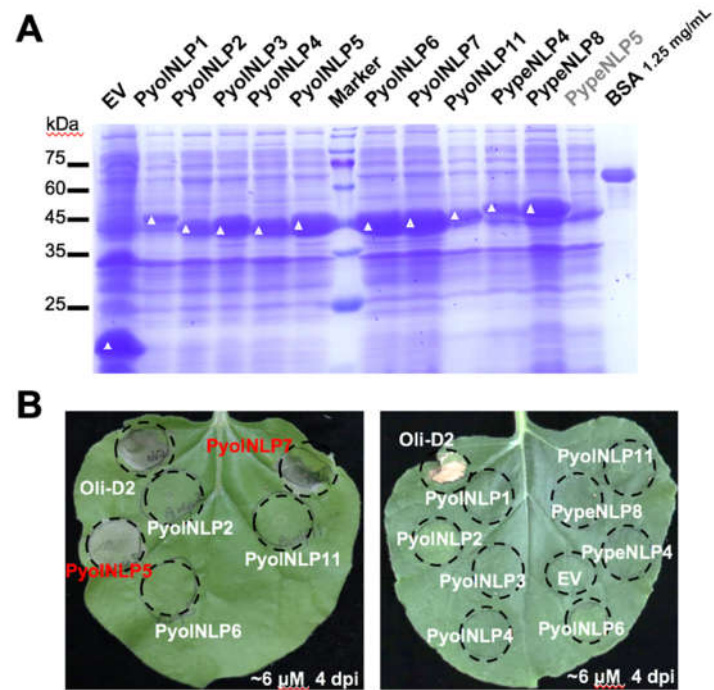 A
EV
PyolNLP1
PyolNLP2
PyolNLP3
PyolNLP4
PyolNLP5
Marker
PyolNLP6
PyolNLP7
PyolNLP11
PypeNLP4
PypeNLP8
PypeNLP5
BSA 1.25 mg/mL
kDa
75
60
45
35
25
B
Oli-D2
PyolNLP7
PyolNLP2
PyolNLP11
PyolNLP5
PyolNLP6
~6 µM 4 dpi
Oli-D2
PyolNLP11
PyolNLP1
PypeNLP8
PyolNLP2
PypeNLP4
PyolNLP3
EV
PyolNLP4
PyolNLP6
~6 µM 4 dpi